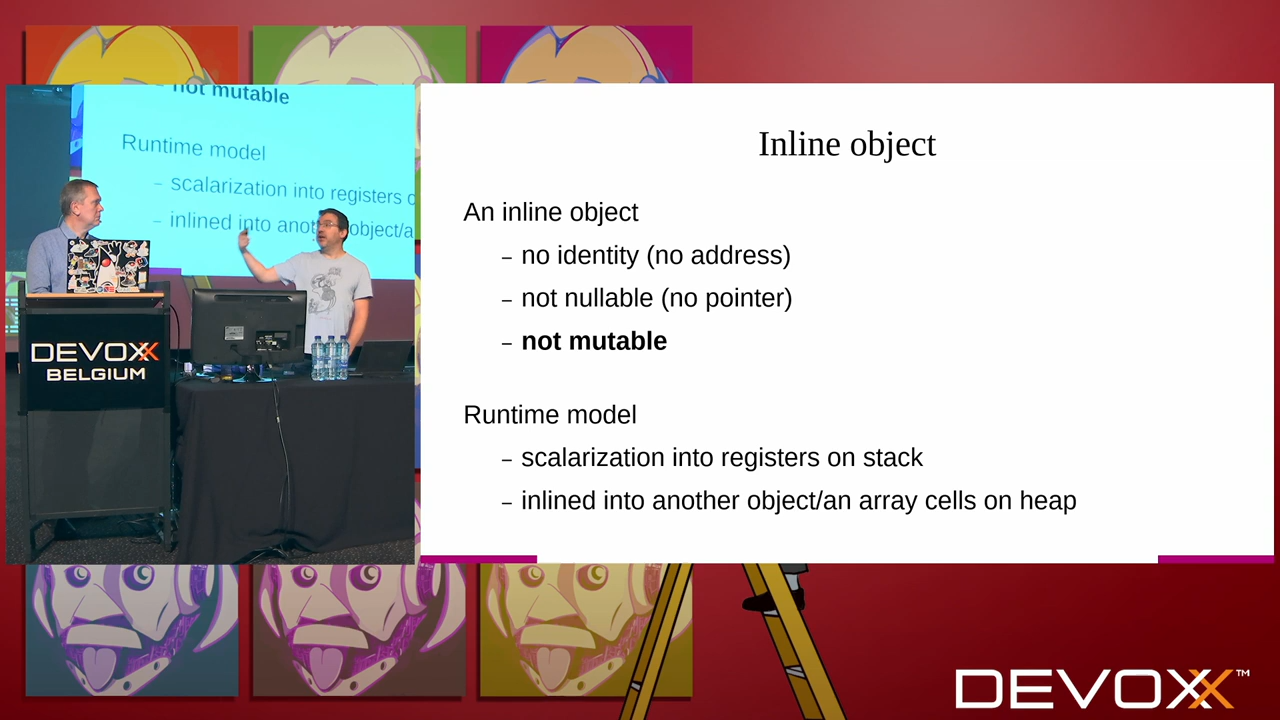 not mutable
Runtime model
– scalarization into registers o
– inlined into another object/a
DEVOXX
BELGIUM
Inline object
An inline object
– no identity (no address)
– not nullable (no pointer)
– not mutable
Runtime model
– scalarization into registers on stack
– inlined into another object/an array cells on heap
DEVOXX™